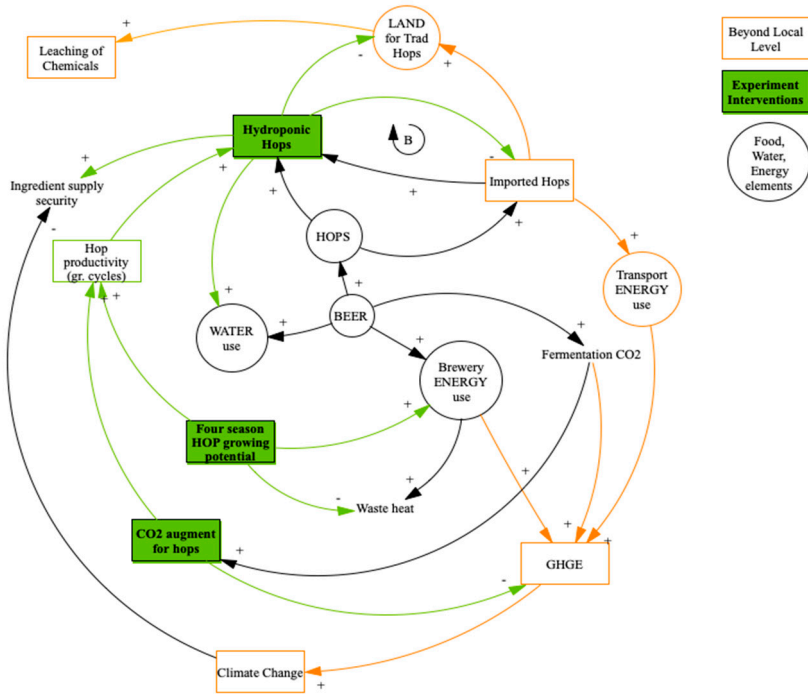 +
LAND
for Trad
Hops
Leaching of
Chemicals
-
+
Beyond Local
Level
Experiment
Interventions
Hydroponic
Hops
B
+
+
-
Food,
Water,
Energy
elements
Ingredient supply
security
+
+
Imported Hops
-
HOPS
+
+
Hop
productivity
(gr. cycles)
Transport
ENERGY
use
+
+
+
+
BEER
+
+
WATER
use
+
Fermentation CO2
Brewery
ENERGY
use
+
Four season
HOP growing
potential
+
+
-
Waste heat
CO2 augment
for hops
+
+
+
GHGE
-
Climate Change
+